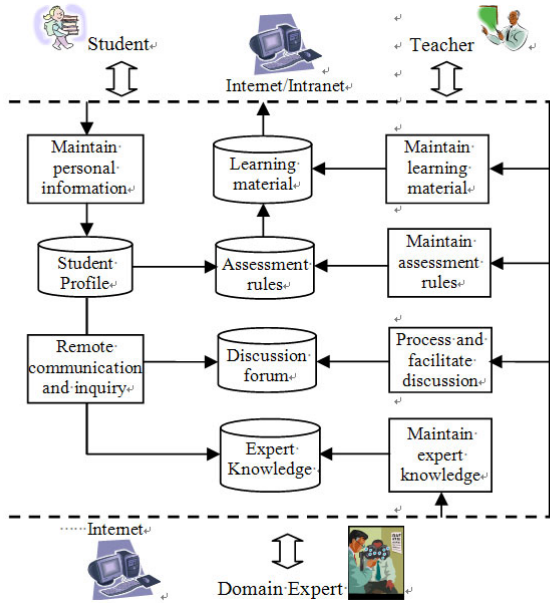 Student
Teacher
Internet/Intranet
Maintain
personal
information
Learning
material
Maintain
learning
material
Student
Profile
Assessment
rules
Maintain
assessment
rules
Remote
communication
and inquiry
Discussion
forum
Process and
facilitate
discussion
Expert
Knowledge
Maintain
expert
knowledge
……Internet
Domain Expert